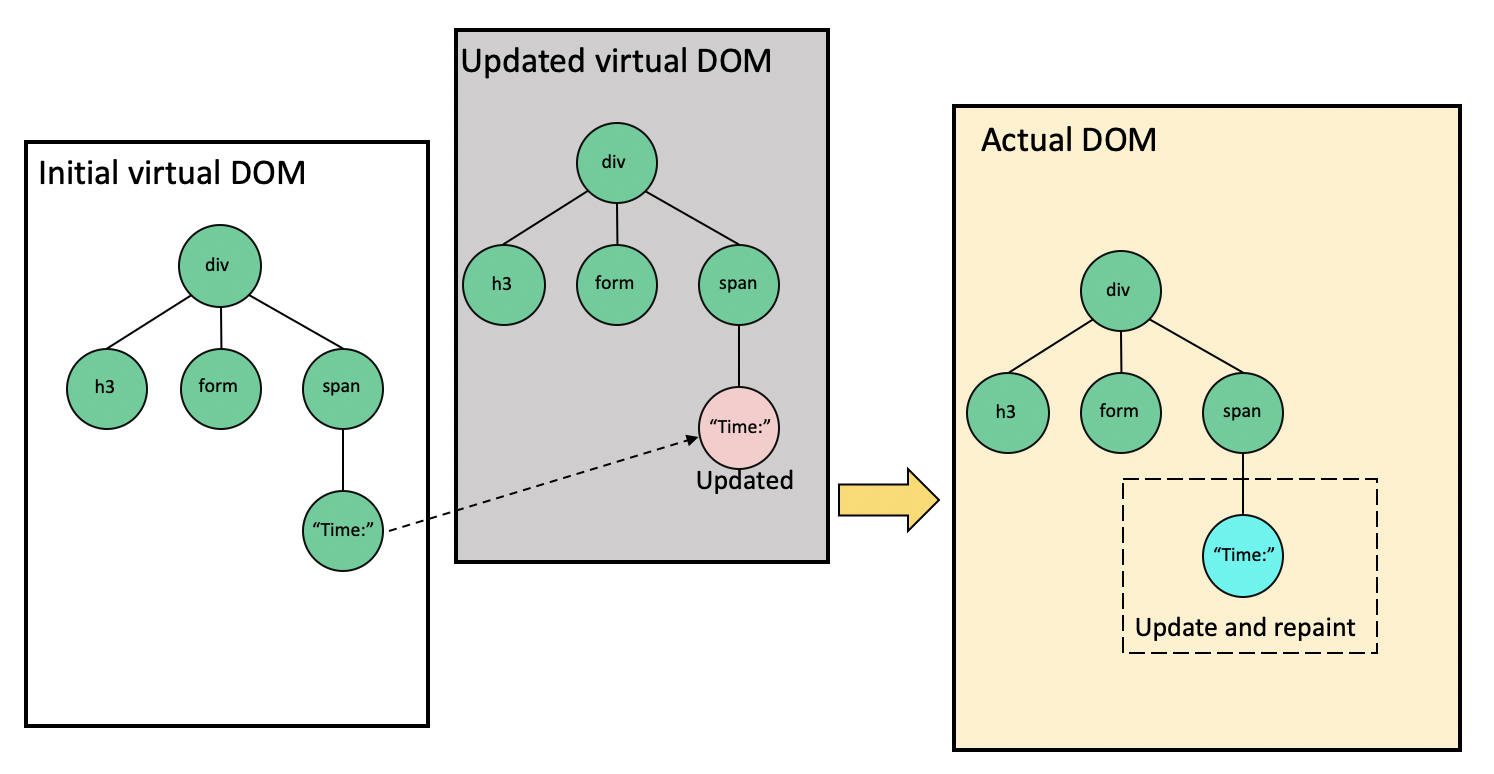 Initial virtual DOM
div
h3
form
span
“Time:”
Updated virtual DOM
div
h3
form
span
“Time:”
Updated
Actual DOM
div
h3
form
span
“Time:”
Update and repaint